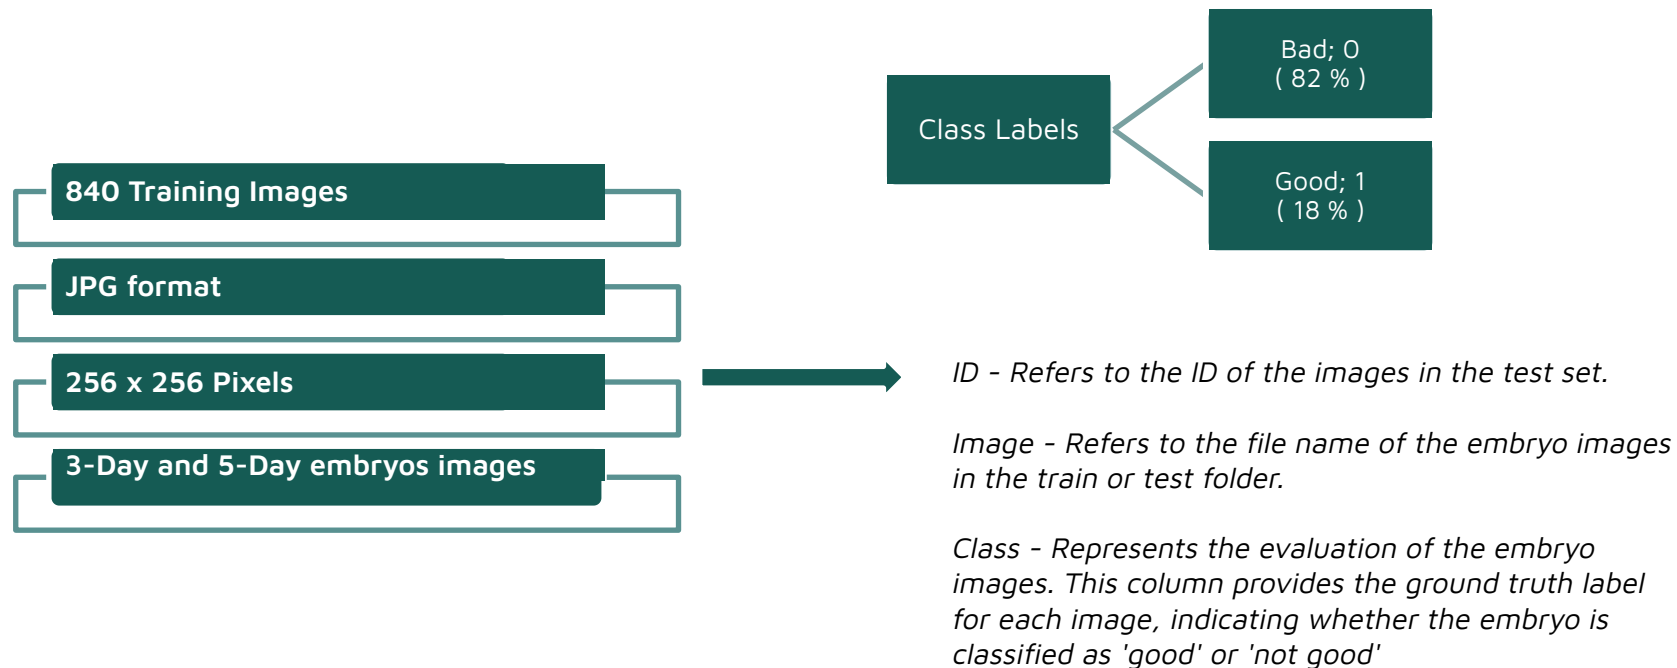 840 Training Images
JPG format
256 x 256 Pixels
3-Day and 5-Day embryos images
Class Labels
Bad; 0
( 82 % )
Good; 1
( 18 % )
ID - Refers to the ID of the images in the test set.
Image - Refers to the file name of the embryo images
in the train or test folder.
Class - Represents the evaluation of the embryo
images. This column provides the ground truth label
for each image, indicating whether the embryo is
classified as 'good' or 'not good'